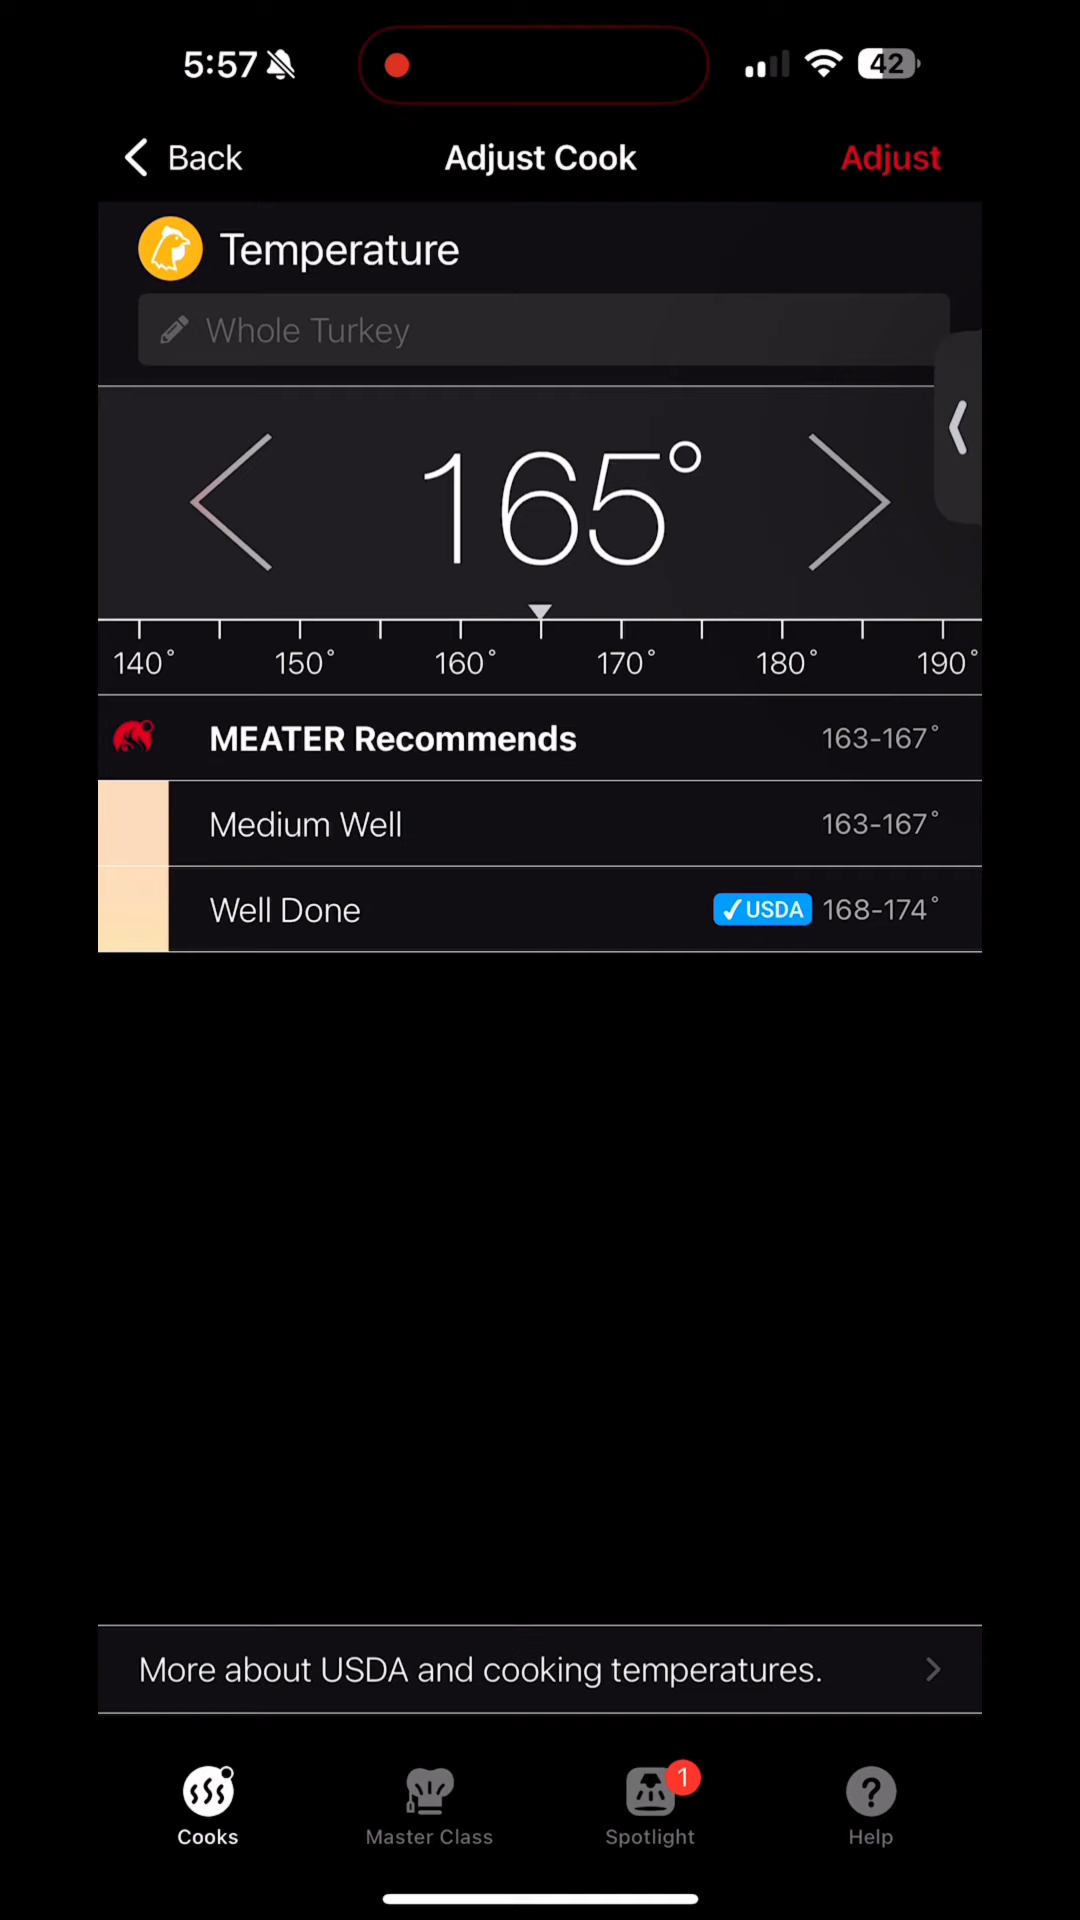 5:57
42
Back
Adjust Cook
Adjust
Temperature
Whole Turkey
165°
140° 150° 160° 170° 180° 190°
MEATER Recommends 163-167°
Medium Well 163-167°
Well Done ✓USDA 168-174°
More about USDA and cooking temperatures.
1
Cooks Master Class Spotlight Help